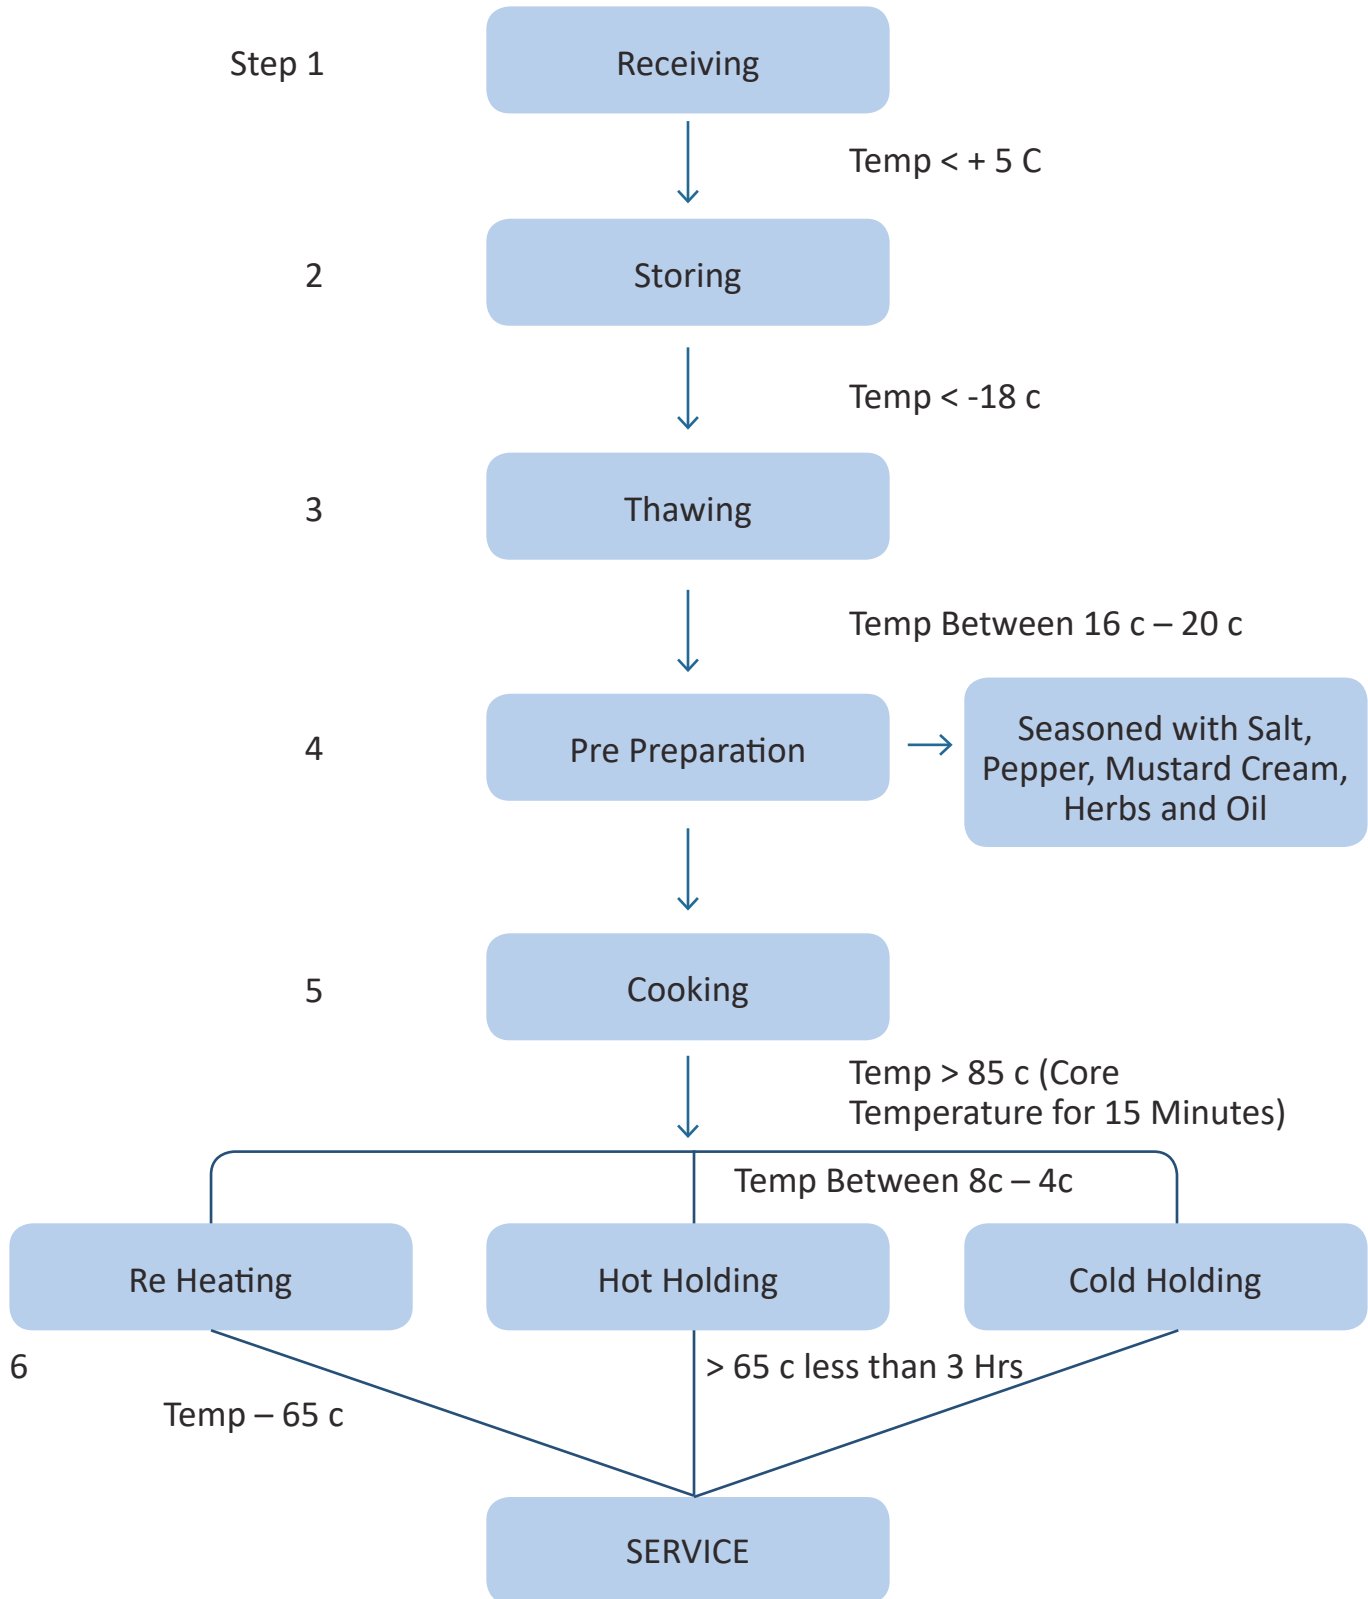 Step 1
Receiving
Temp < + 5 C
2
Storing
Temp < -18 c
3
Thawing
Temp Between 16 c – 20 c
4
Pre Preparation
Seasoned with Salt,
Pepper, Mustard Cream,
Herbs and Oil
5
Cooking
Temp > 85 c (Core
Temperature for 15 Minutes)
Temp Between 8c – 4c
Re Heating
Hot Holding
Cold Holding
6
> 65 c less than 3 Hrs
Temp – 65 c
SERVICE